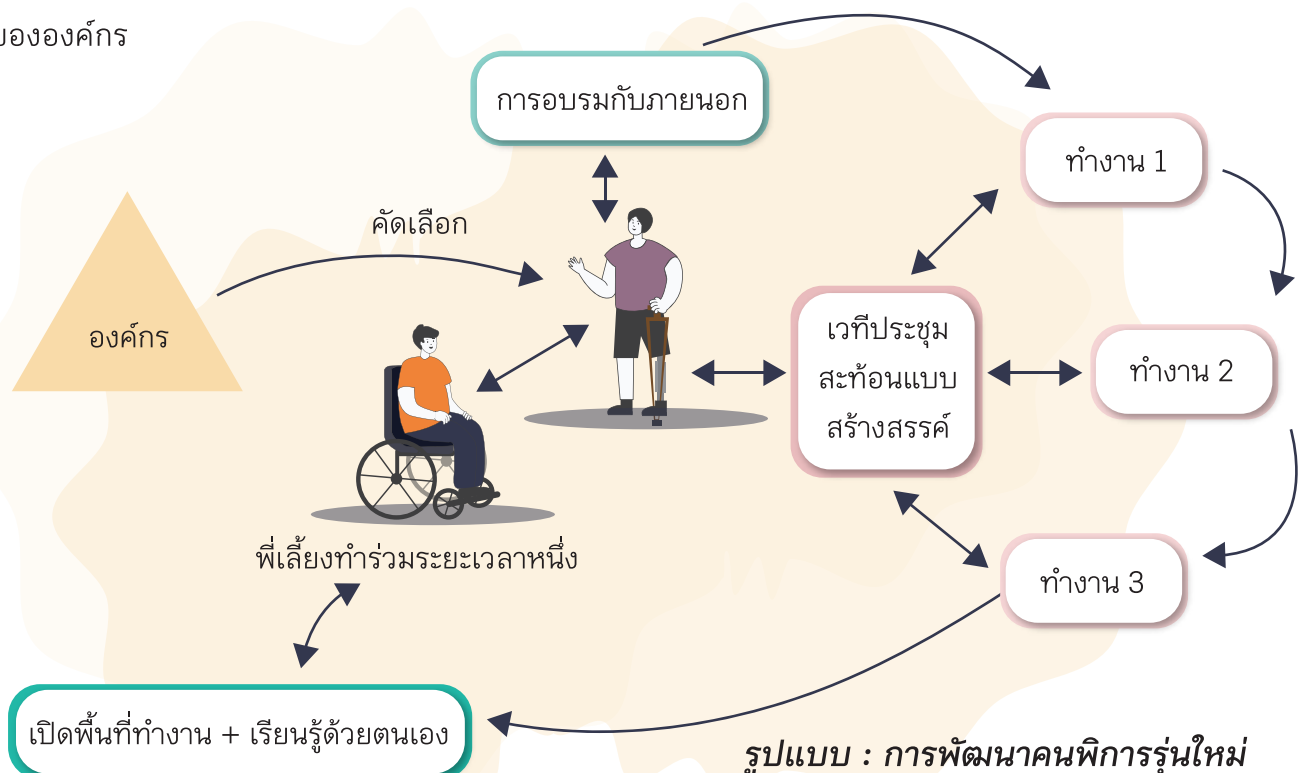 ององค์กร
การอบรมกับภายนอก
ทำงาน 1
คัดเลือก
องค์กร
เวทีประชุม
สะท้อนแบบ
สร้างสรรค์
ทำงาน 2
พี่เลี้ยงทำร่วมระยะเวลาหนึ่ง
ทำงาน 3
เปิดพื้นที่ทำงาน + เรียนรู้ด้วยตนเอง
รูปแบบ : การพัฒนาคนพิการรุ่นใหม่